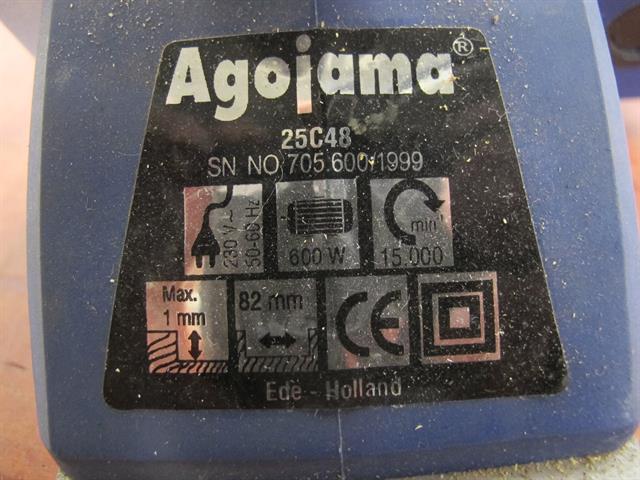 Agojama®
25C48
SN NO 705 600/1999
230 V ~
50-60 Hz
600 W
min⁻¹
15.000
Max.
1 mm
82 mm
CE
Ede - Holland